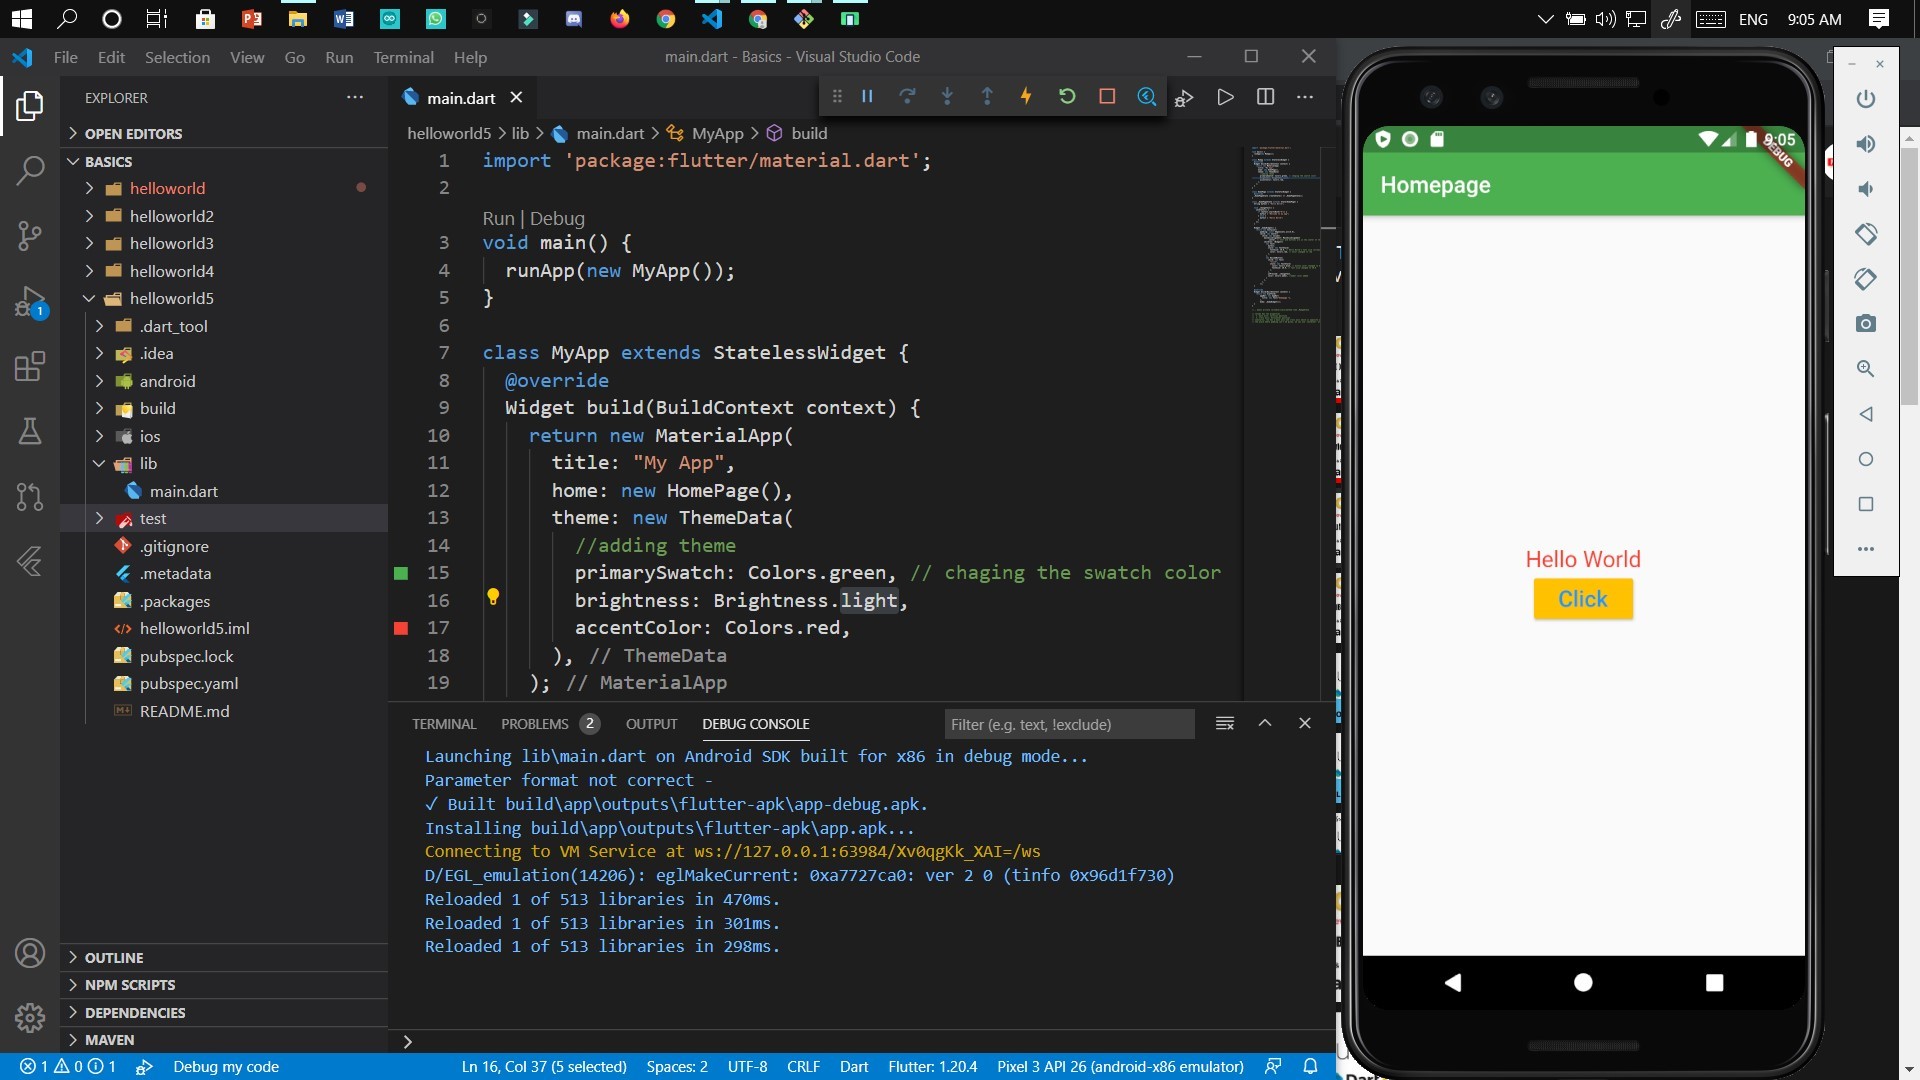 ENG 9:05 AM
File Edit Selection View Go Run Terminal Help main.dart - Basics - Visual Studio Code
EXPLORER
OPEN EDITORS
BASICS
helloworld
helloworld2
helloworld3
helloworld4
helloworld5
.dart_tool
.idea
android
build
ios
lib
main.dart
test
.gitignore
.metadata
.packages
helloworld5.iml
pubspec.lock
pubspec.yaml
README.md
OUTLINE
NPM SCRIPTS
DEPENDENCIES
MAVEN
1
main.dart
helloworld5 > lib > main.dart > MyApp > build
1 import 'package:flutter/material.dart';
2
Run | Debug
3 void main() {
4 runApp(new MyApp());
5 }
6
7 class MyApp extends StatelessWidget {
8 @override
9 Widget build(BuildContext context) {
10 return new MaterialApp(
11 title: "My App",
12 home: new HomePage(),
13 theme: new ThemeData(
14 //adding theme
15 primarySwatch: Colors.green, // chaging the swatch color
16 brightness: Brightness.light,
17 accentColor: Colors.red,
18 ), // ThemeData
19 ); // MaterialApp
TERMINAL PROBLEMS 2 OUTPUT DEBUG CONSOLE Filter (e.g. text, !exclude)
Launching lib\main.dart on Android SDK built for x86 in debug mode...
Parameter format not correct -
✓ Built build\app\outputs\flutter-apk\app-debug.apk.
Installing build\app\outputs\flutter-apk\app.apk...
Connecting to VM Service at ws://127.0.0.1:63984/Xv0qgKk_XAI=/ws
D/EGL_emulation(14206): eglMakeCurrent: 0xa7727ca0: ver 2 0 (tinfo 0x96d1f730)
Reloaded 1 of 513 libraries in 470ms.
Reloaded 1 of 513 libraries in 301ms.
Reloaded 1 of 513 libraries in 298ms.
1 0 1 Debug my code Ln 16, Col 37 (5 selected) Spaces: 2 UTF-8 CRLF Dart Flutter: 1.20.4 Pixel 3 API 26 (android-x86 emulator)
9:05
DEBUG
Homepage
Hello World
Click